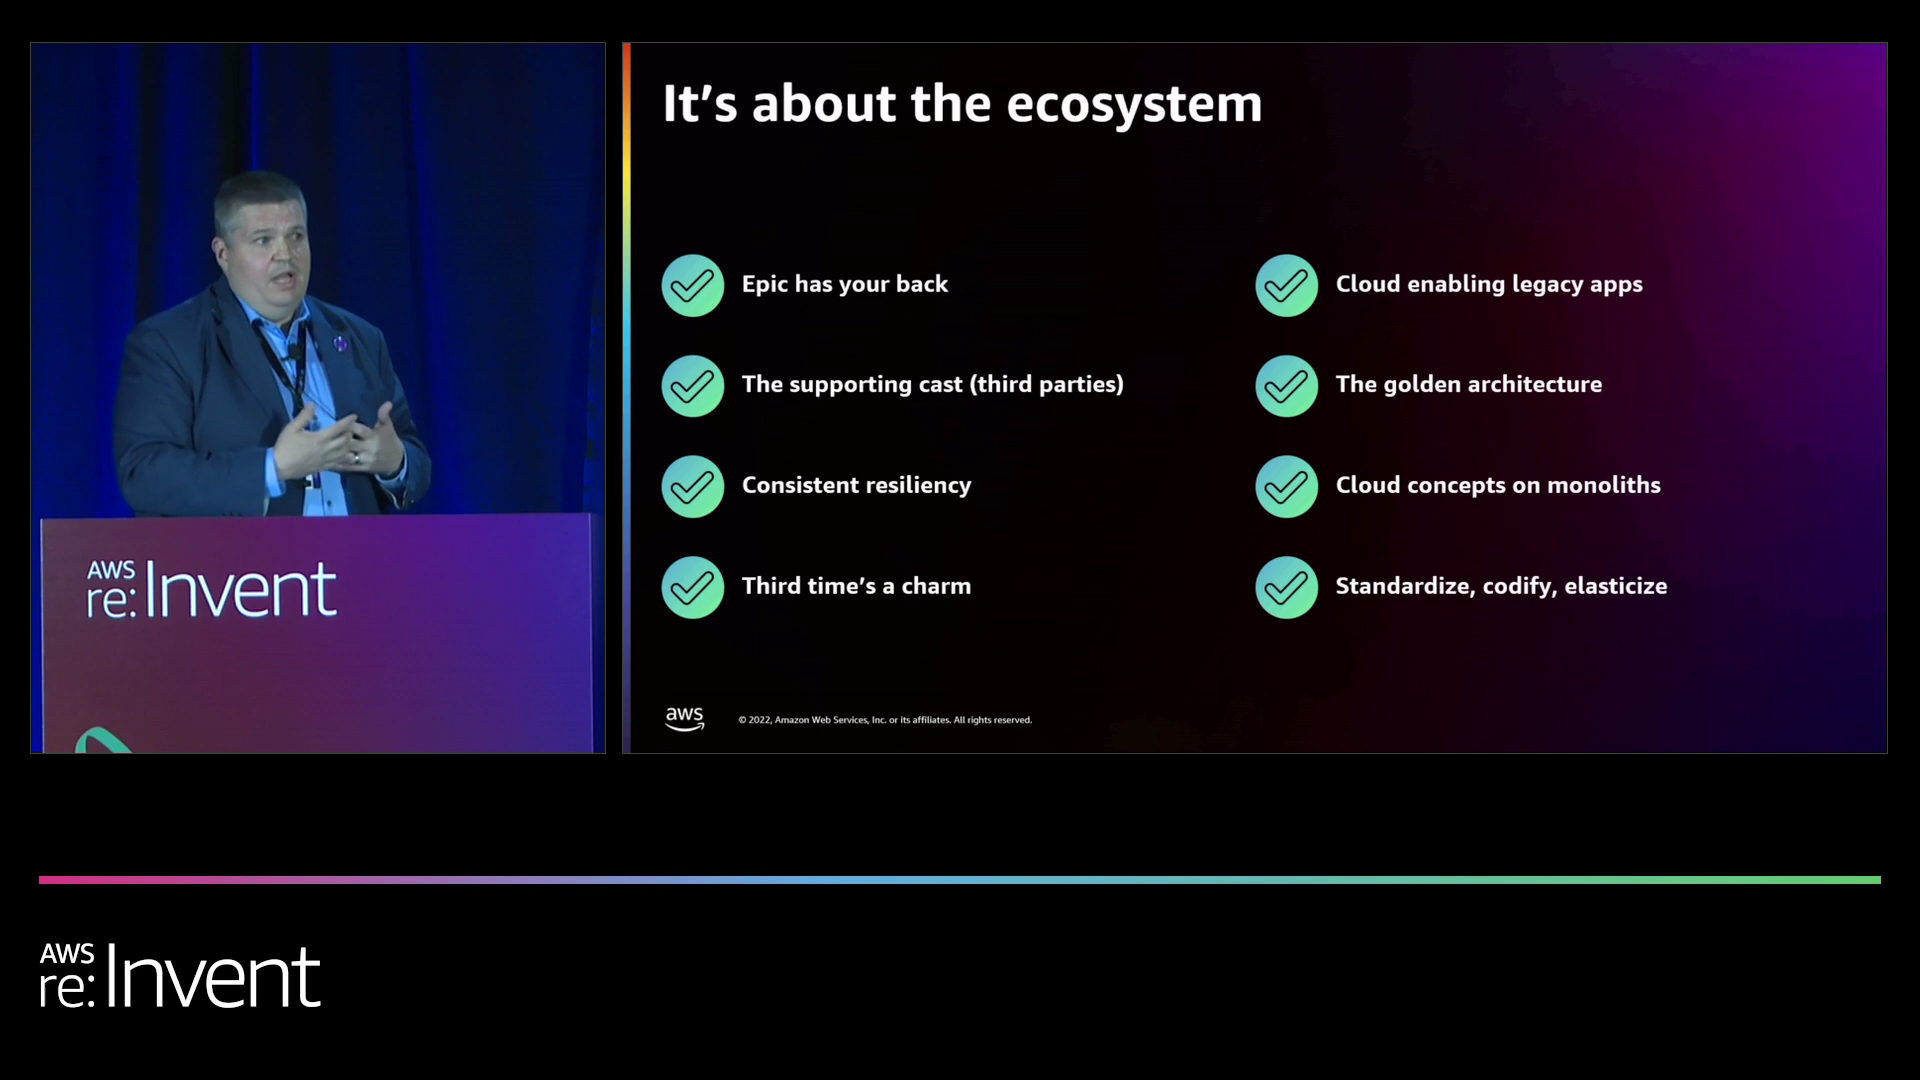 It's about the ecosystem
Epic has your back
The supporting cast (third parties)
Consistent resiliency
Third time's a charm
Cloud enabling legacy apps
The golden architecture
Cloud concepts on monoliths
Standardize, codify, elasticize
aws
© 2022, Amazon Web Services, Inc. or its affiliates. All rights reserved.
AWS
re:Invent
AWS
re:Invent